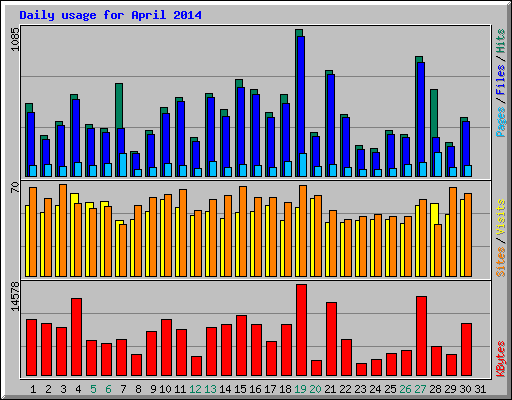 Daily usage for April 2014
1085
Pages / Files / Hits
70
Sites / Visits
14578
KBytes
1 2 3 4 5 6 7 8 9 10 11 12 13 14 15 16 17 18 19 20 21 22 23 24 25 26 27 28 29 30 31